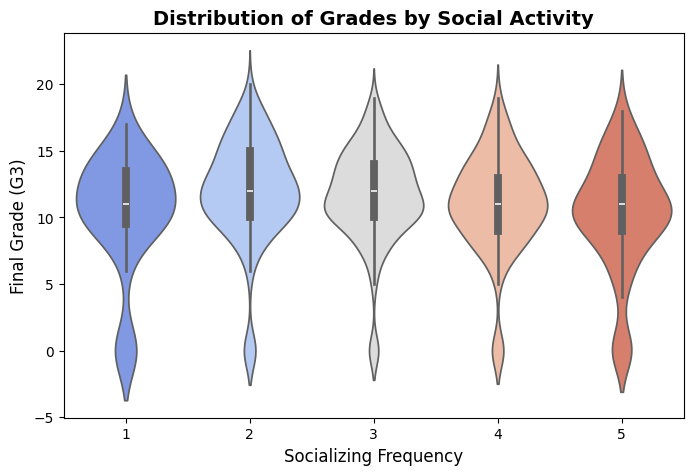 Distribution of Grades by Social Activity
Final Grade (G3)
20
15
10
5
0
−5
1 2 3 4 5
Socializing Frequency